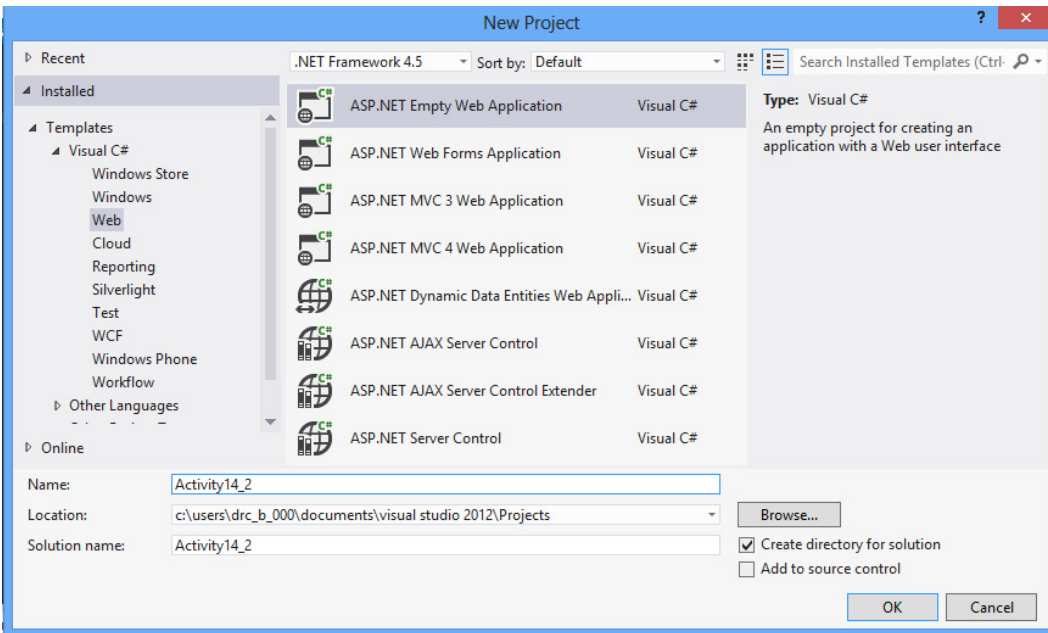 New Project
? ×
Recent
.NET Framework 4.5
Sort by: Default
Search Installed Templates (Ctrl-
Installed
Templates
Visual C#
Windows Store
Windows
Web
Cloud
Reporting
Silverlight
Test
WCF
Windows Phone
Workflow
Other Languages
Online
ASP.NET Empty Web Application Visual C#
ASP.NET Web Forms Application Visual C#
ASP.NET MVC 3 Web Application Visual C#
ASP.NET MVC 4 Web Application Visual C#
ASP.NET Dynamic Data Entities Web Appli... Visual C#
ASP.NET AJAX Server Control Visual C#
ASP.NET AJAX Server Control Extender Visual C#
ASP.NET Server Control Visual C#
Type: Visual C#
An empty project for creating an
application with a Web user interface
Name: Activity14_2
Location: c:\users\drc_b_000\documents\visual studio 2012\Projects
Browse...
Solution name: Activity14_2
Create directory for solution
Add to source control
OK Cancel